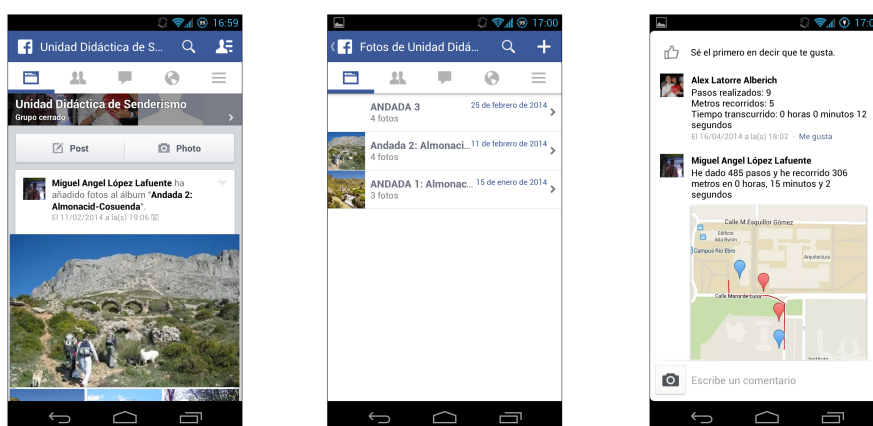 16:59
Unidad Didáctica de S...
Unidad Didáctica de Senderismo
Grupo cerrado
Post
Photo
Miguel Angel López Lafuente ha
añadido fotos al álbum "Andada 2:
Almonacid-Cosuenda".
El 11/02/2014 a la(s) 19:06
17:00
Fotos de Unidad Didá...
ANDADA 3
25 de febrero de 2014
4 fotos
Andada 2: Almonaci...
11 de febrero de 2014
4 fotos
ANDADA 1: Almonac...
15 de enero de 2014
3 fotos
17:0
Sé el primero en decir que te gusta.
Alex Latorre Alberich
Pasos realizados: 9
Metros recorridos: 5
Tiempo transcurrido: 0 horas 0 minutos 12
segundos
El 16/04/2014 a la(s) 18:02 · Me gusta
Miguel Angel López Lafuente
He dado 485 pasos y he recorrido 306
metros en 0 horas, 15 minutos y 2
segundos
Calle M Esquillor Gómez
Edificio
Ada Byron
Campus Río Ebro
Arquitectura
Calle María de Luna
Escribe un comentario